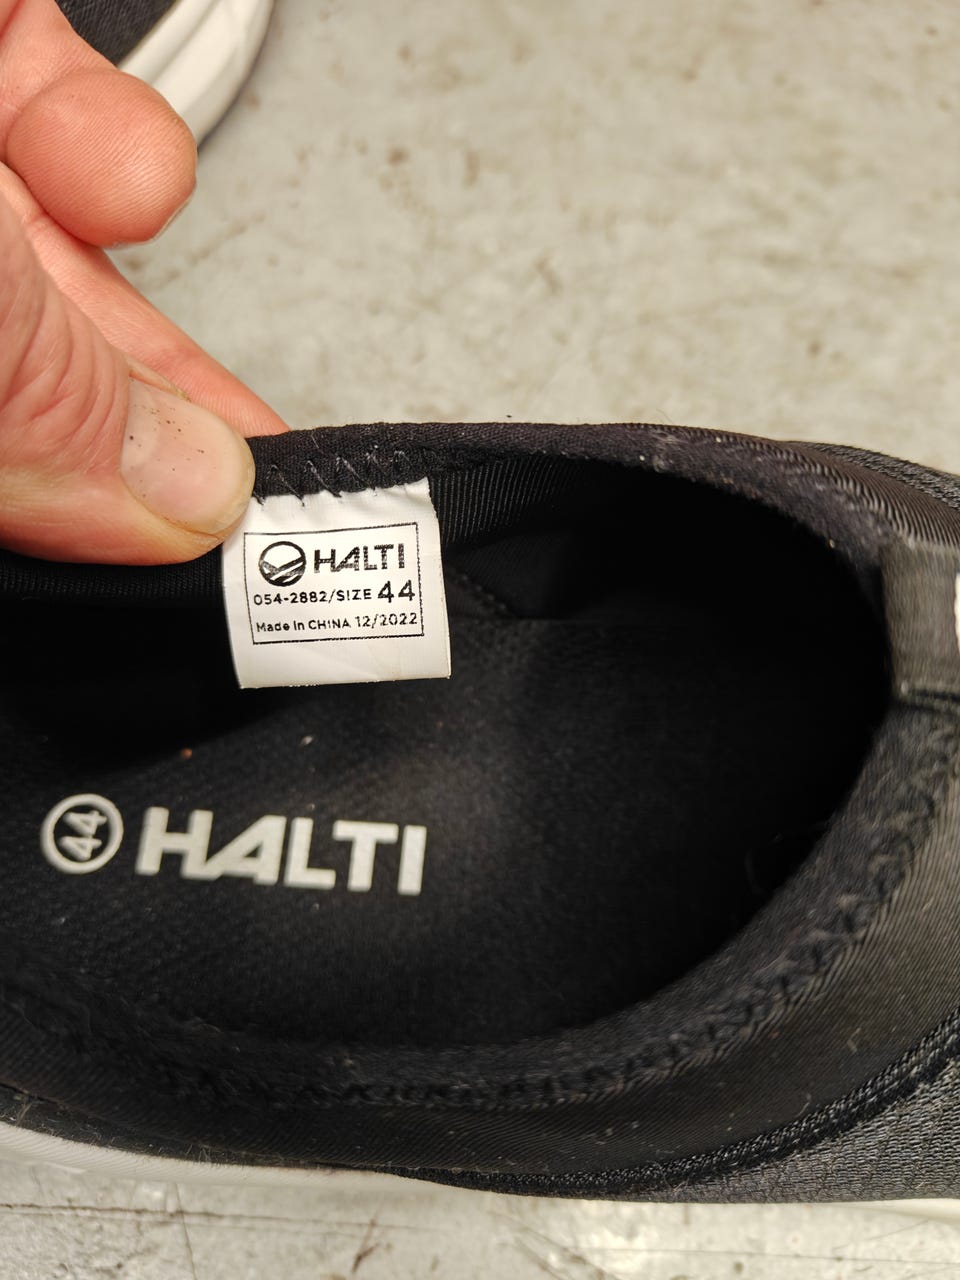 HALTI
054-2882/SIZE 44
Made in CHINA 12/2022
44 HALTI